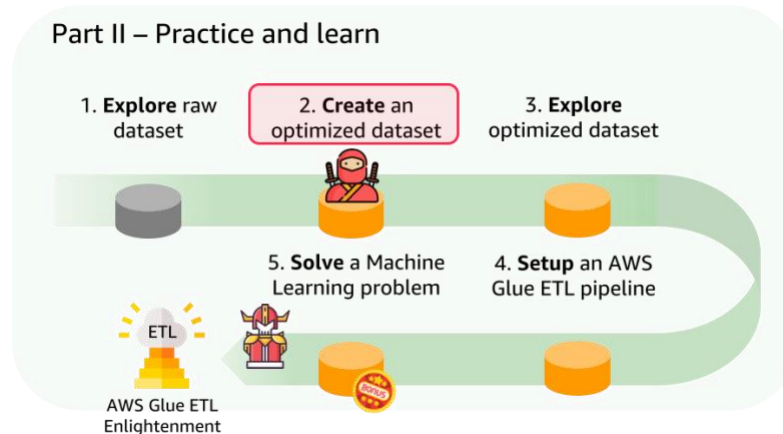 Part II – Practice and learn
1. Explore raw
dataset
2. Create an
optimized dataset
3. Explore
optimized dataset
5. Solve a Machine
Learning problem
4. Setup an AWS
Glue ETL pipeline
ETL
BONUS
AWS Glue ETL
Enlightenment